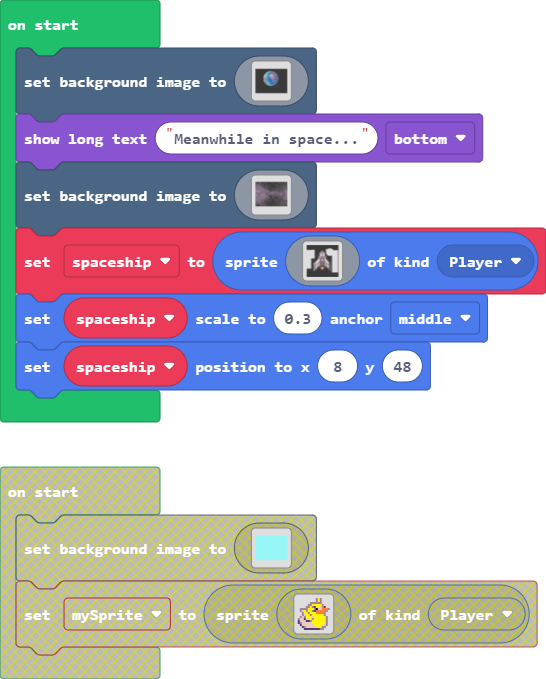 on start
set background image to
show long text "Meanwhile in space..." bottom
set background image to
set spaceship to sprite of kind Player
set spaceship scale to 0.3 anchor middle
set spaceship position to x 8 y 48
on start
set background image to
set mySprite to sprite of kind Player